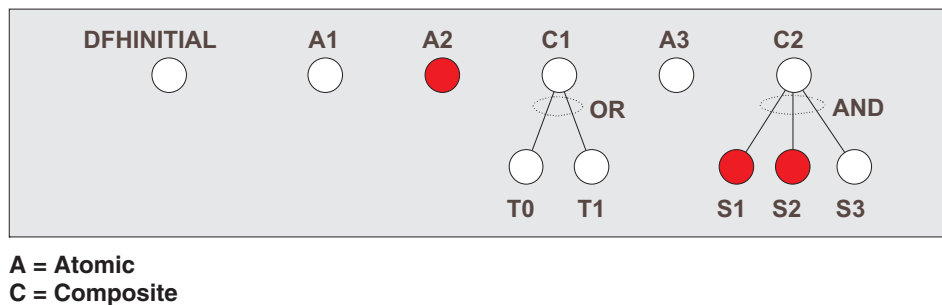 DFHINITIAL A1 A2 C1 A3 C2
OR AND
T0 T1 S1 S2 S3
A = Atomic
C = Composite